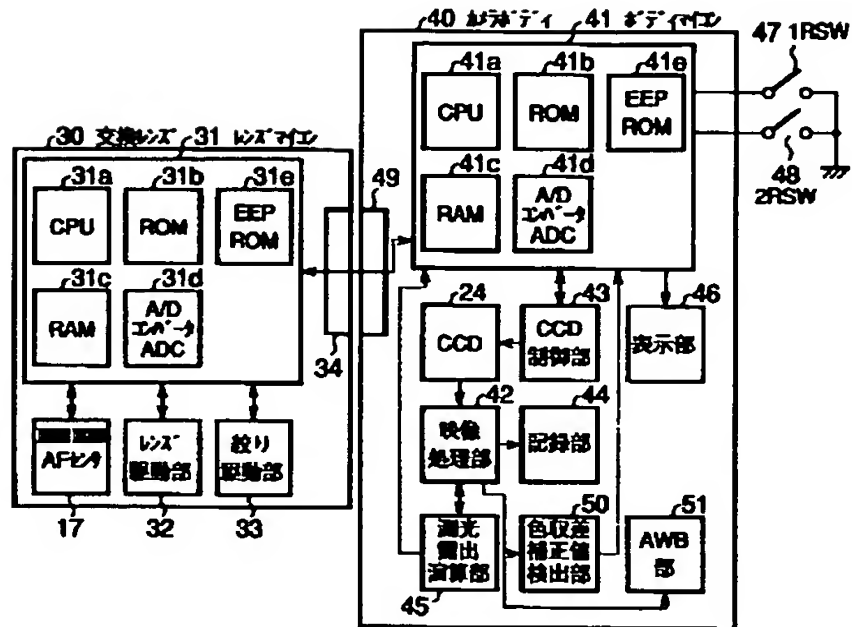 40 カメラボディ
41 ボディマイコン
47 1RSW
41a
CPU
41b
ROM
41e
EEP
ROM
41c
RAM
41d
A/D
コンバータ
ADC
48
2RSW
30 交換レンズ
31 レンズマイコン
31a
CPU
31b
ROM
31e
EEP
ROM
31c
RAM
31d
A/D
コンバータ
ADC
49
34
24
CCD
43
CCD
制御部
46
表示部
42
映像
処理部
44
記録部
AFセンサ
17
レンズ
駆動部
32
絞り
駆動部
33
測光
露出
演算部
45
50
色収差
補正値
検出部
51
AWB
部